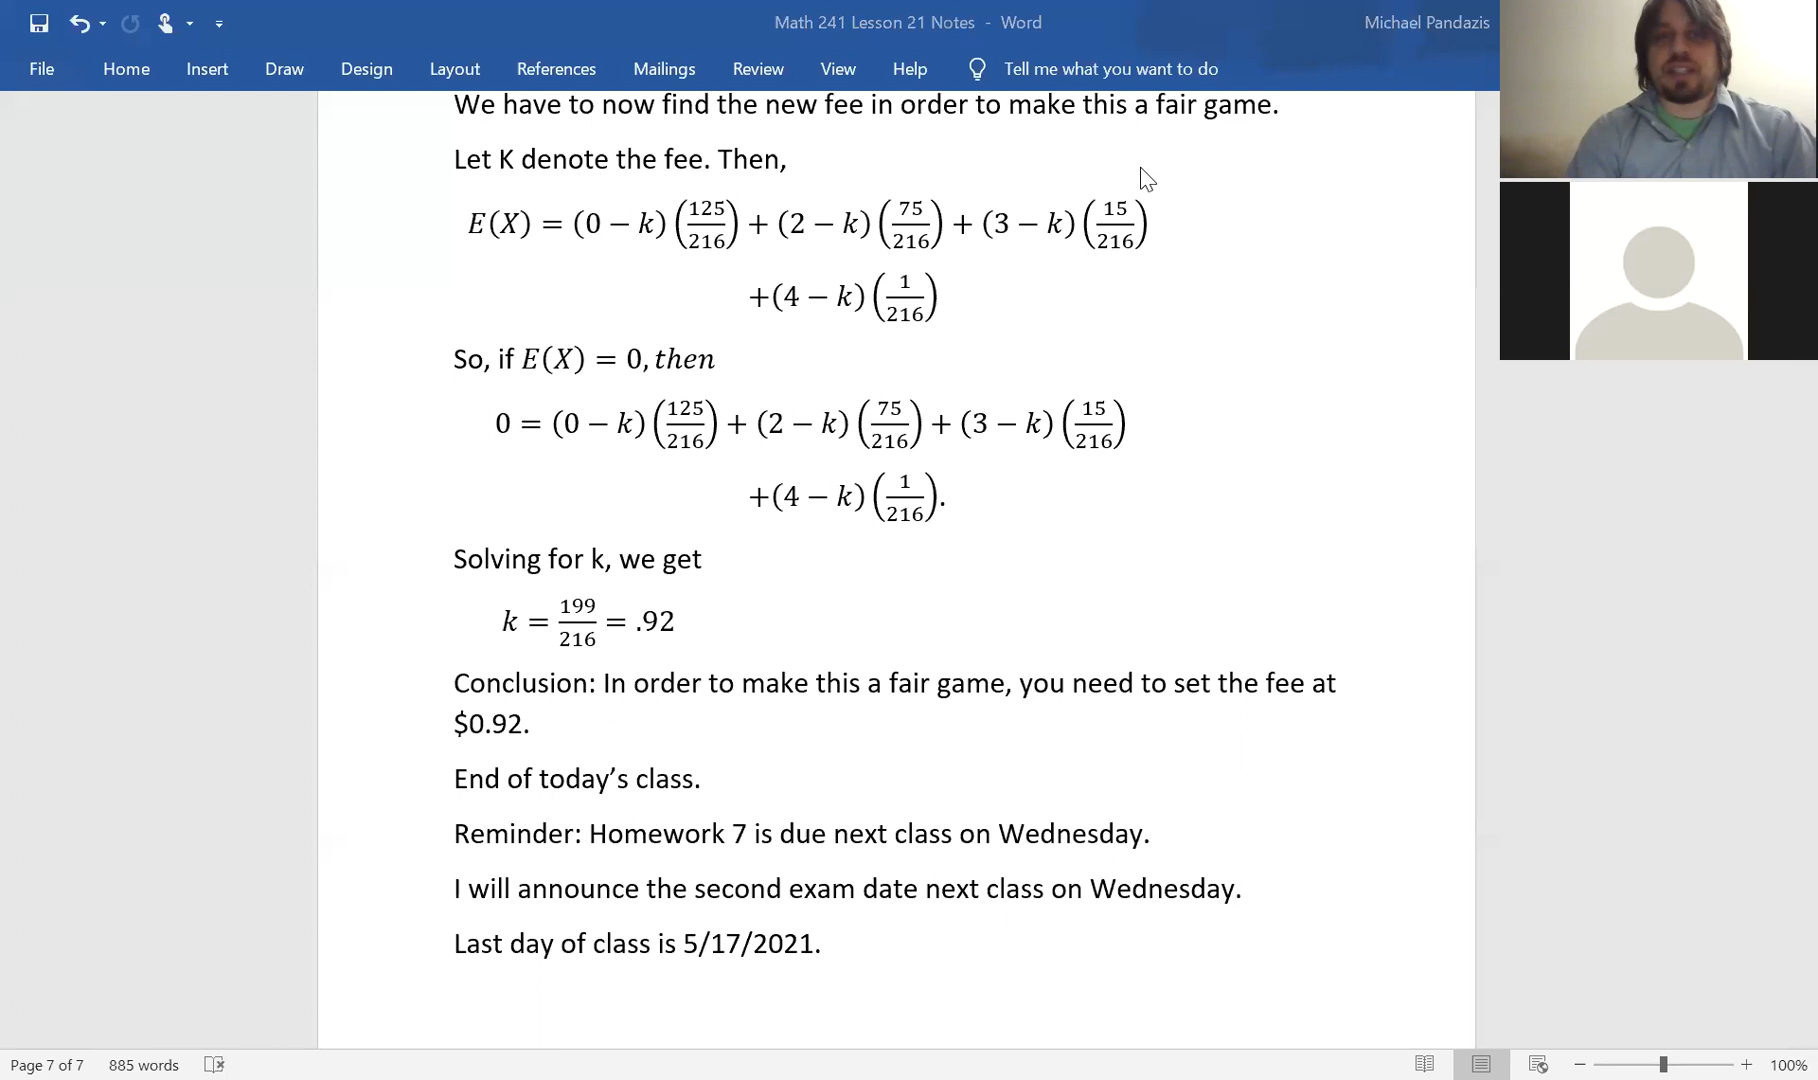 Math 241 Lesson 21 Notes - Word
Michael Pandazis
File Home Insert Draw Design Layout References Mailings Review View Help Tell me what you want to do
We have to now find the new fee in order to make this a fair game.
Let K denote the fee. Then,
E(X) = (0 − k)(125/216) + (2 − k)(75/216) + (3 − k)(15/216)
+(4 − k)(1/216)
So, if E(X) = 0, then
0 = (0 − k)(125/216) + (2 − k)(75/216) + (3 − k)(15/216)
+(4 − k)(1/216).
Solving for k, we get
k = 199/216 = .92
Conclusion: In order to make this a fair game, you need to set the fee at
$0.92.
End of today’s class.
Reminder: Homework 7 is due next class on Wednesday.
I will announce the second exam date next class on Wednesday.
Last day of class is 5/17/2021.
Page 7 of 7 885 words 100%